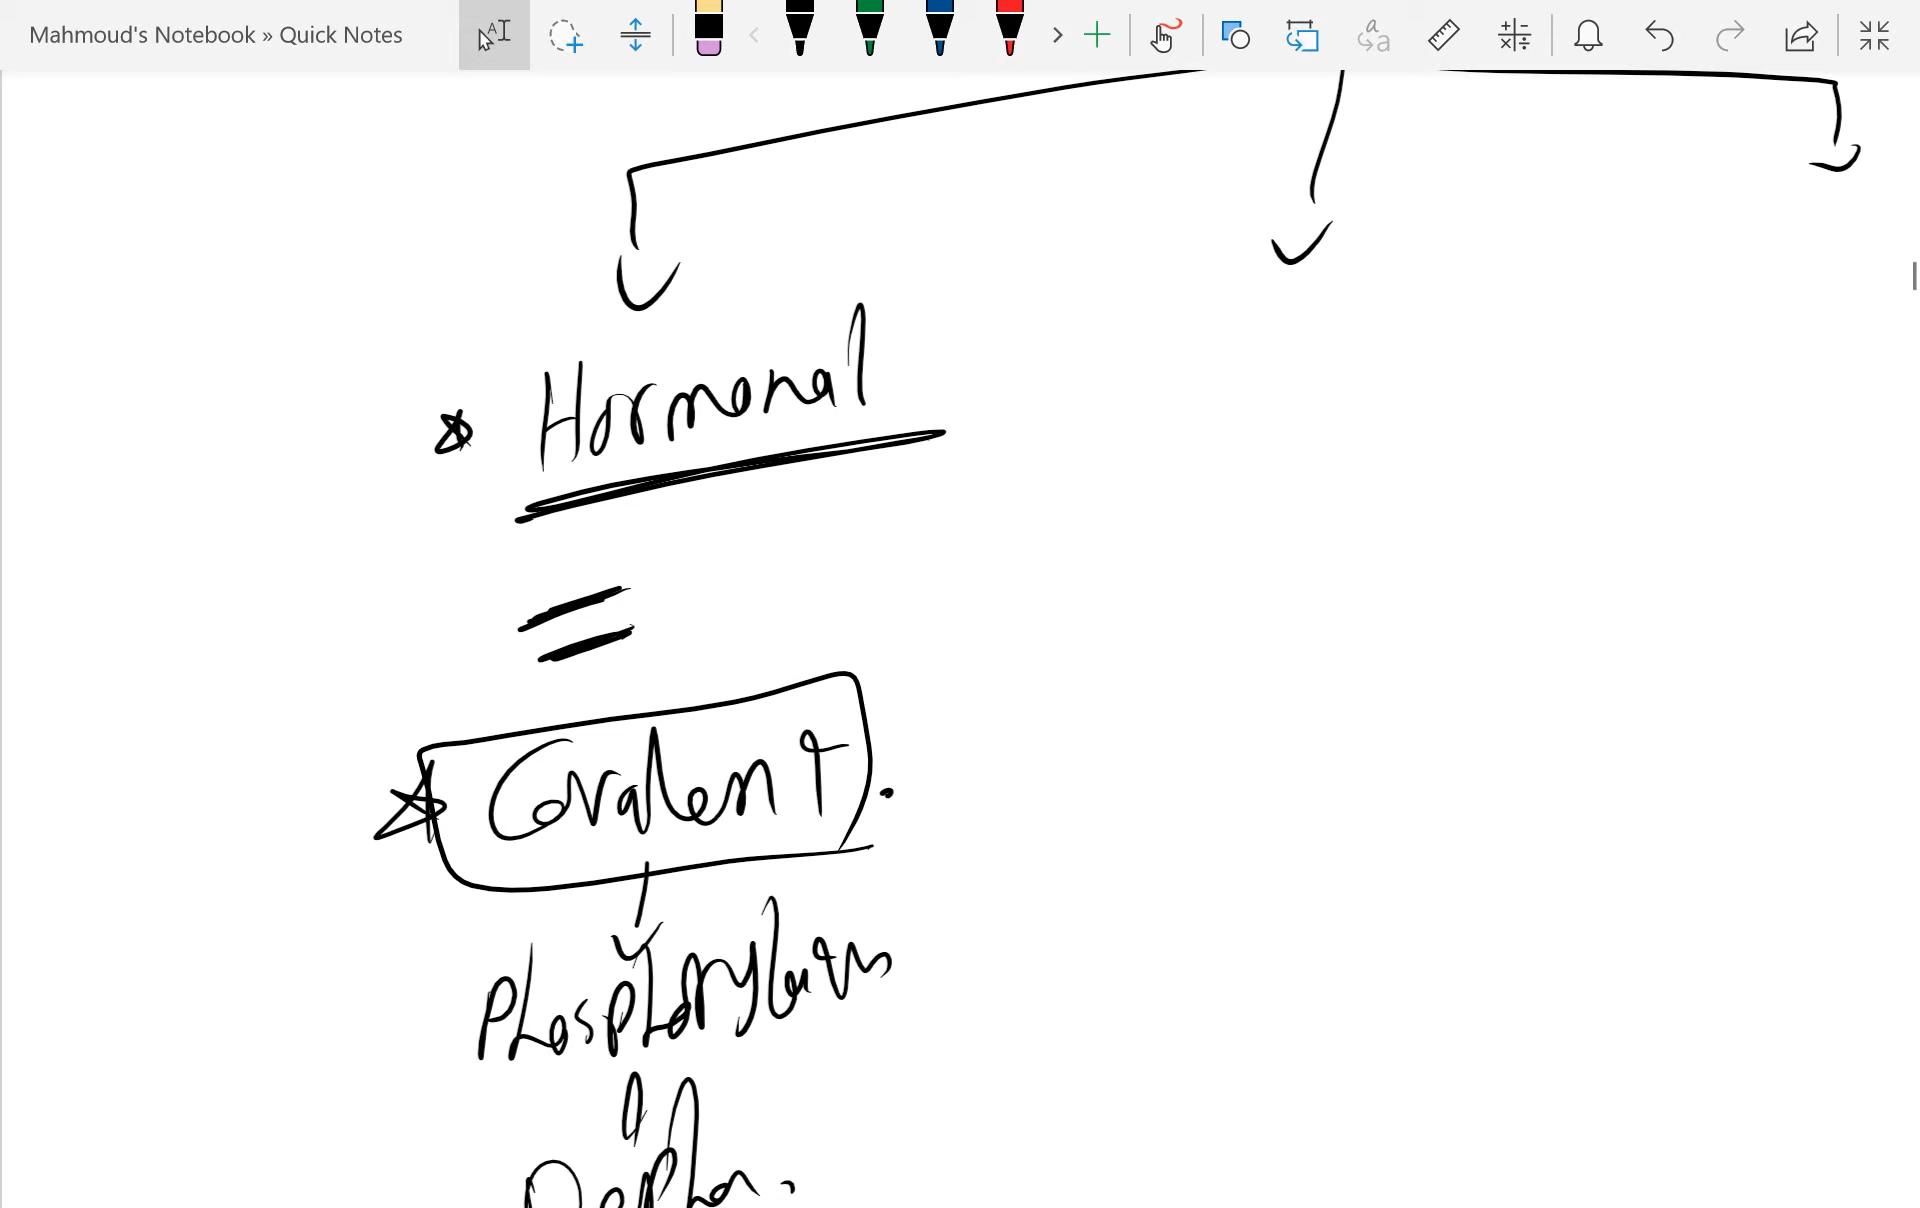 Mahmoud's Notebook » Quick Notes
* Hormonal
=
* Covalent.
Phosphorylation